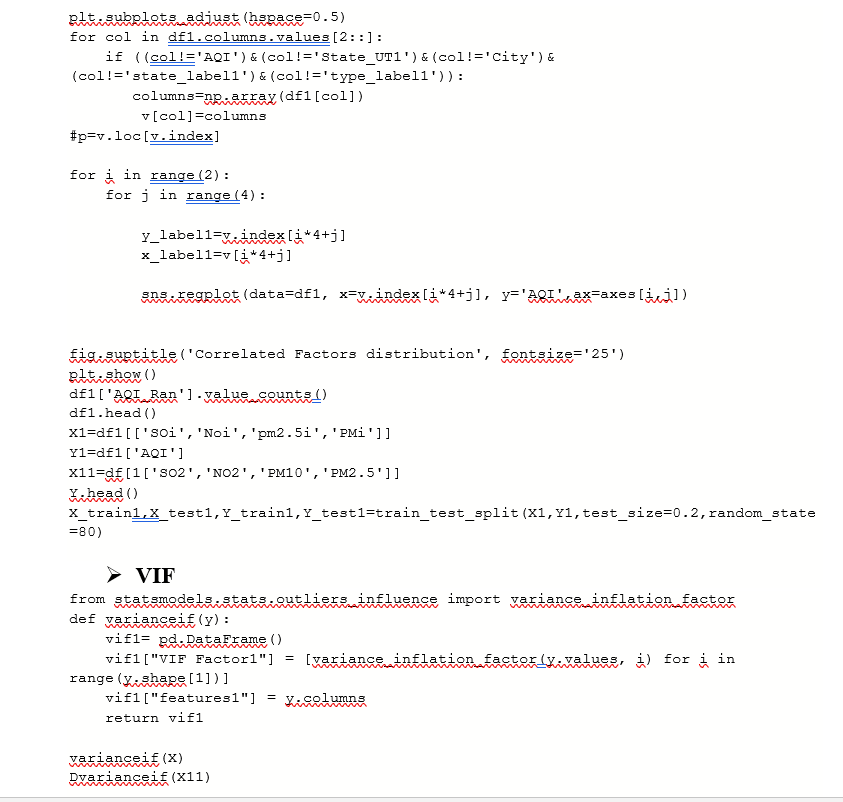 plt.subplots_adjust(hspace=0.5)
for col in df1.columns.values[2::]:
    if ((col!='AQI')&(col!='State_UT1')&(col!='City')&
(col!='state_label1')&(col!='type_label1')):
       columns=np.array(df1[col])
        v[col]=columns
#p=v.loc[v.index]

for i in range(2):
    for j in range(4):

        y_label1=v.index[i*4+j]
        x_label1=v[i*4+j]

        sns.regplot(data=df1, x=v.index[i*4+j], y='AQI',ax=axes[i,j])

fig.suptitle('Correlated Factors distribution', fontsize='25')
plt.show()
df1['AQI_Ran'].value_counts()
df1.head()
X1=df1[['SOi','Noi','pm2.5i','PMi']]
Y1=df1['AQI']
X11=df[1['SO2','NO2','PM10','PM2.5']]
Y.head()
X_train1,X_test1,Y_train1,Y_test1=train_test_split(X1,Y1,test_size=0.2,random_state
=80)

➢ VIF
from statsmodels.stats.outliers_influence import variance_inflation_factor
def varianceif(y):
    vif1= pd.DataFrame()
    vif1["VIF Factor1"] = [variance_inflation_factor(y.values, i) for i in
range(y.shape[1])]
    vif1["features1"] = y.columns
    return vif1

varianceif(X)
Dvarianceif(X11)